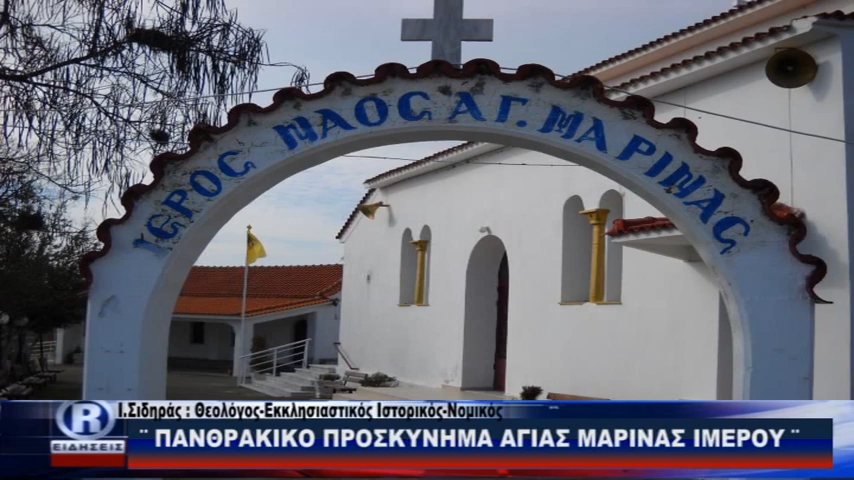 ΙΕΡΟΣ ΝΑΟΣ ΑΓ. ΜΑΡΙΝΑΣ
Ι.Σιδηράς : Θεολόγος-Εκκλησιαστικός Ιστορικός-Νομικός
R
ΕΙΔΗΣΕΙΣ
¨ ΠΑΝΘΡΑΚΙΚΟ ΠΡΟΣΚΥΝΗΜΑ ΑΓΙΑΣ ΜΑΡΙΝΑΣ ΙΜΕΡΟΥ ¨